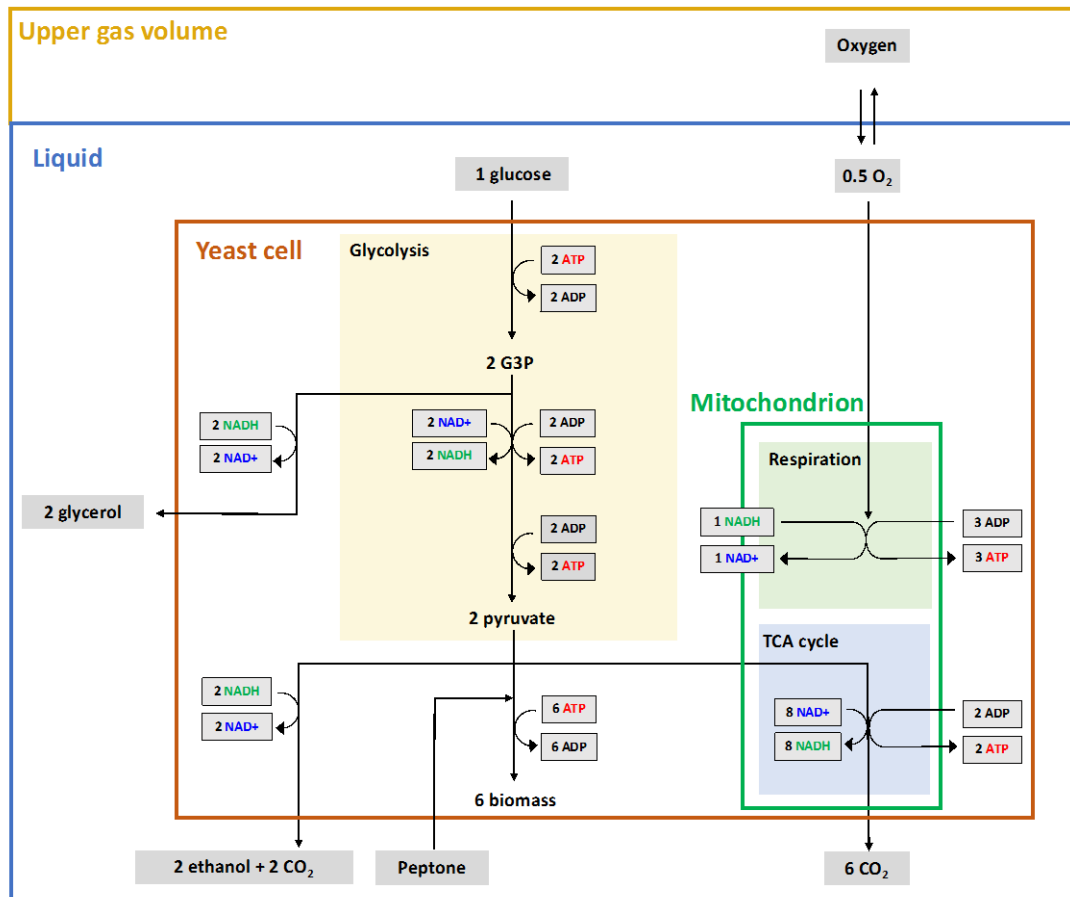 Upper gas volume
Oxygen
Liquid
1 glucose
0.5 O₂
Yeast cell
Glycolysis
2 ATP
2 ADP
2 G3P
Mitochondrion
2 NADH
2 NAD+
2 NAD+
2 NADH
2 ADP
2 ATP
Respiration
2 glycerol
1 NADH
1 NAD+
3 ADP
3 ATP
2 ADP
2 ATP
2 pyruvate
TCA cycle
2 NADH
2 NAD+
6 ATP
6 ADP
8 NAD+
8 NADH
2 ADP
2 ATP
6 biomass
2 ethanol + 2 CO₂
Peptone
6 CO₂